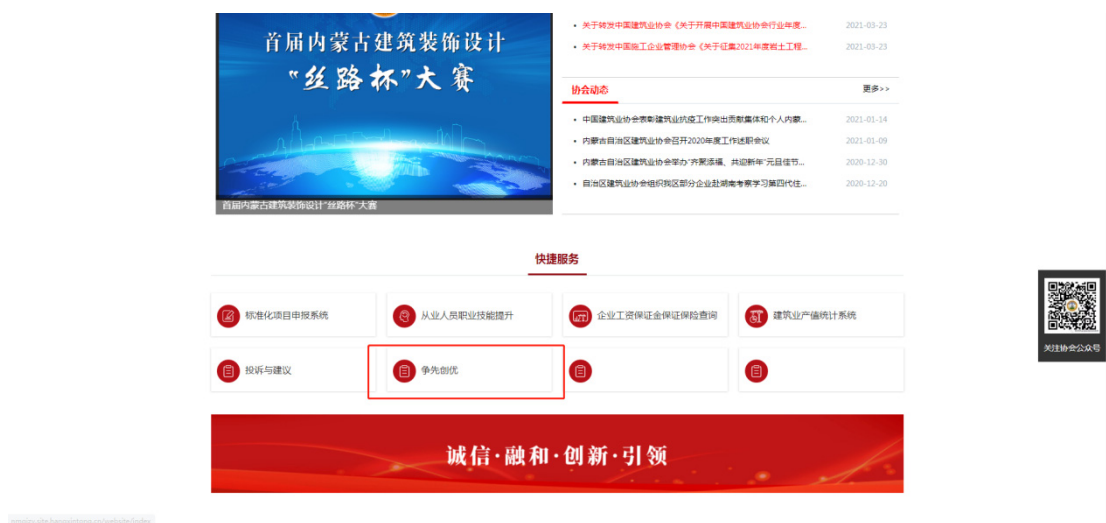 首届内蒙古建筑装饰设计
“丝路杯”大赛
首届内蒙古建筑装饰设计“丝路杯”大赛
• 关于转发中国建筑业协会《关于开展中国建筑业协会行业年度... 2021-03-23
• 关于转发中国施工企业管理协会《关于征集2021年度岩土工程... 2021-03-23
协会动态 更多>>
• 中国建筑业协会表彰建筑业抗疫工作突出贡献集体和个人内蒙... 2021-01-14
• 内蒙古自治区建筑业协会召开2020年度工作述职会议 2021-01-09
• 内蒙古自治区建筑业协会举办“齐聚添福、共迎新年”元旦佳节... 2020-12-30
• 自治区建筑业协会组织我区部分企业赴湖南考察学习第四代住... 2020-12-20
快捷服务
标准化项目申报系统
从业人员职业技能提升
企业工资保证金保证保险查询
建筑业产值统计系统
投诉与建议
争先创优
诚信·融和·创新·引领
关注协会公众号